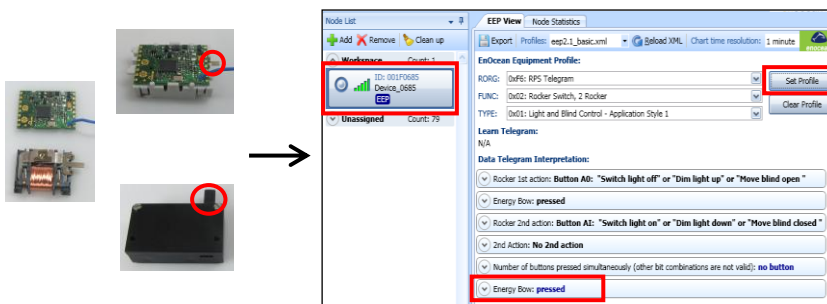 Node List
Add Remove Clean up
Workspace Count: 1
ID: 001F0685
Device_0685
EEP
Unassigned Count: 79
EEP View Node Statistics
Export Profiles: eep2.1_basic.xml Reload XML Chart time resolution: 1 minute
enocean
EnOcean Equipment Profile:
RORG: 0xF6: RPS Telegram
Set Profile
FUNC: 0x02: Rocker Switch, 2 Rocker
Clear Profile
TYPE: 0x01: Light and Blind Control - Application Style 1
Learn Telegram:
N/A
Data Telegram Interpretation:
Rocker 1st action: Button A0: "Switch light off" or "Dim light up" or "Move blind open "
Energy Bow: pressed
Rocker 2nd action: Button AI: "Switch light on" or "Dim light down" or "Move blind closed "
2nd Action: No 2nd action
Number of buttons pressed simultaneously (other bit combinations are not valid): no button
Energy Bow: pressed